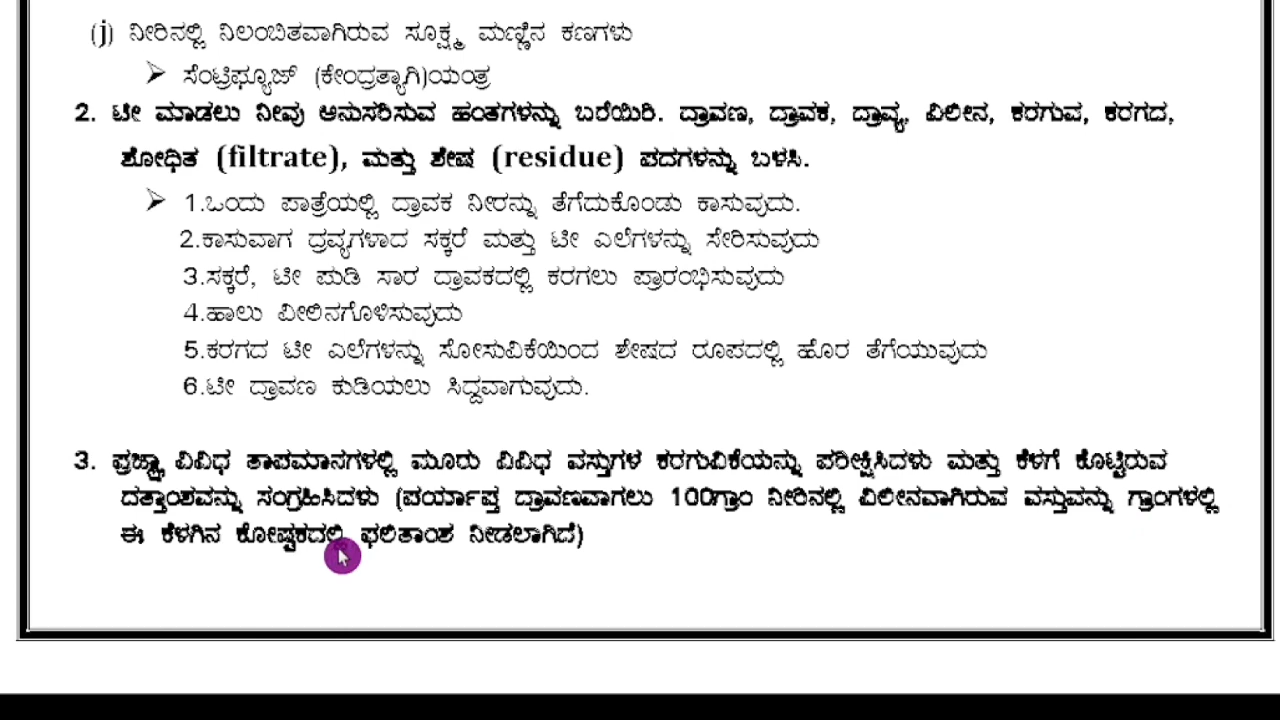 (j) ನೀರಿನಲ್ಲಿ ನಿಲಂಬಿತವಾಗಿರುವ ಸೂಕ್ಷ್ಮ ಮಣ್ಣಿನ ಕಣಗಳು
➢ ಸೆಂಟ್ರಿಫ್ಯೂಜ್ (ಕೇಂದ್ರತ್ಯಾಗಿ)ಯಂತ್ರ
2. ಟೀ ಮಾಡಲು ನೀವು ಅನುಸರಿಸುವ ಹಂತಗಳನ್ನು ಬರೆಯಿರಿ. ದ್ರಾವಣ, ದ್ರಾವಕ, ದ್ರಾವ್ಯ, ವಿಲೀನ, ಕರಗುವ, ಕರಗದ,
ಶೋಧಿತ (filtrate), ಮತ್ತು ಶೇಷ (residue) ಪದಗಳನ್ನು ಬಳಸಿ.
➢ 1.ಒಂದು ಪಾತ್ರೆಯಲ್ಲಿ ದ್ರಾವಕ ನೀರನ್ನು ತೆಗೆದುಕೊಂಡು ಕಾಸುವುದು.
2.ಕಾಸುವಾಗ ದ್ರವ್ಯಗಳಾದ ಸಕ್ಕರೆ ಮತ್ತು ಟೀ ಎಲೆಗಳನ್ನು ಸೇರಿಸುವುದು
3.ಸಕ್ಕರೆ, ಟೀ ಪುಡಿ ಸಾರ ದ್ರಾವಕದಲ್ಲಿ ಕರಗಲು ಪ್ರಾರಂಭಿಸುವುದು
4.ಹಾಲು ವೀಲಿನಗೊಳಿಸುವುದು
5.ಕರಗದ ಟೀ ಎಲೆಗಳನ್ನು ಸೋಸುವಿಕೆಯಿಂದ ಶೇಷದ ರೂಪದಲ್ಲಿ ಹೊರ ತೆಗೆಯುವುದು
6.ಟೀ ದ್ರಾವಣ ಕುಡಿಯಲು ಸಿದ್ದವಾಗುವುದು.
3. ಪ್ರಜ್ಞಾ ವಿವಿಧ ತಾಪಮಾನಗಳಲ್ಲಿ ಮೂರು ವಿವಿಧ ವಸ್ತುಗಳ ಕರಗುವಿಕೆಯನ್ನು ಪರೀಕ್ಷಿಸಿದಳು ಮತ್ತು ಕೆಳಗೆ ಕೊಟ್ಟಿರುವ
ದತ್ತಾಂಶವನ್ನು ಸಂಗ್ರಹಿಸಿದಳು (ಪರ್ಯಾಪ್ತ ದ್ರಾವಣವಾಗಲು 100ಗ್ರಾಂ ನೀರಿನಲ್ಲಿ ವಿಲೀನವಾಗಿರುವ ವಸ್ತುವನ್ನು ಗ್ರಾಂಗಳಲ್ಲಿ
ಈ ಕೆಳಗಿನ ಕೋಷ್ಟಕದಲ್ಲಿ ಫಲಿತಾಂಶ ನೀಡಲಾಗಿದೆ)